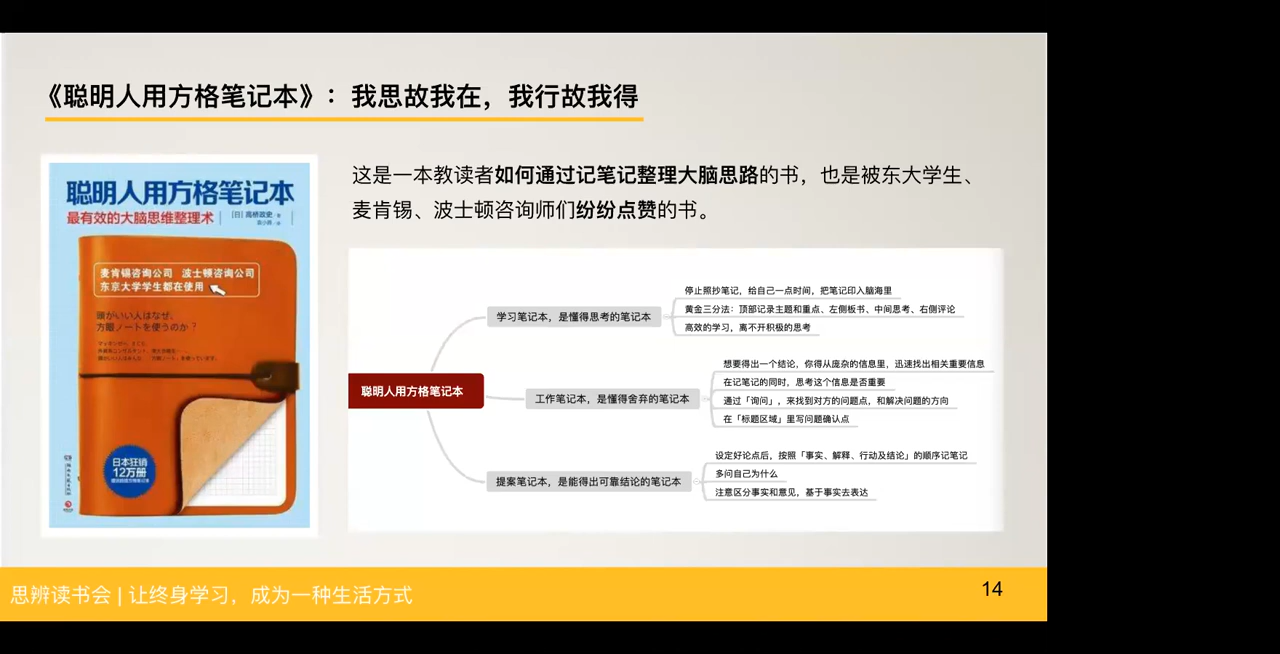 《聪明人用方格笔记本》：我思故我在，我行故我得
聪明人用方格笔记本
最有效的大脑思维整理术
[日] 高桥政史 著
麦肯锡咨询公司 波士顿咨询公司
东京大学学生都在使用
頭がいい人はなぜ、
方眼ノートを使うのか？
日本狂销
12万册
这是一本教读者如何通过记笔记整理大脑思路的书，也是被东大学生、
麦肯锡、波士顿咨询师们纷纷点赞的书。
聪明人用方格笔记本
学习笔记本，是懂得思考的笔记本
停止照抄笔记，给自己一点时间，把笔记印入脑海里
黄金三分法：顶部记录主题和重点、左侧板书、中间思考、右侧评论
高效的学习，离不开积极的思考
工作笔记本，是懂得舍弃的笔记本
想要得出一个结论，你得从庞杂的信息里，迅速找出相关重要信息
在记笔记的同时，思考这个信息是否重要
通过「询问」，来找到对方的问题点，和解决问题的方向
在「标题区域」里写问题确认点
提案笔记本，是能得出可靠结论的笔记本
设定好论点后，按照「事实、解释、行动及结论」的顺序记笔记
多问自己为什么
注意区分事实和意见，基于事实去表达
思辨读书会 | 让终身学习，成为一种生活方式
14